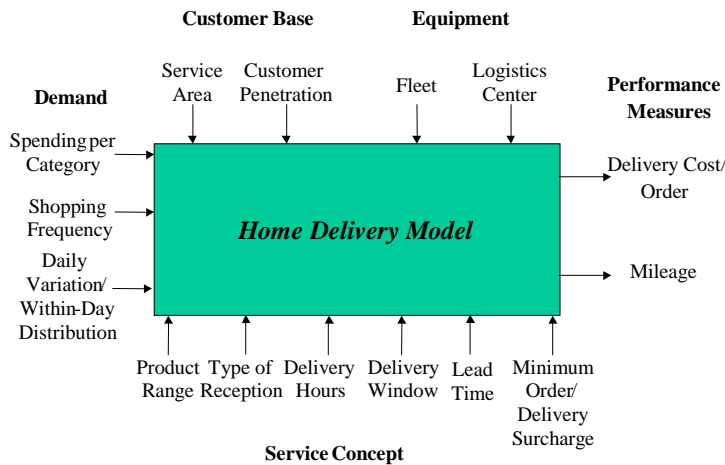 Customer Base
Equipment
Service
Area
Customer
Penetration
Fleet
Logistics
Center
Demand
Performance
Measures
Spending per
Category
Shopping
Frequency
Daily
Variation/
Within-Day
Distribution
Home Delivery Model
Delivery Cost/
Order
Mileage
Product
Range
Type of
Reception
Delivery
Hours
Delivery
Window
Lead
Time
Minimum
Order/
Delivery
Surcharge
Service Concept